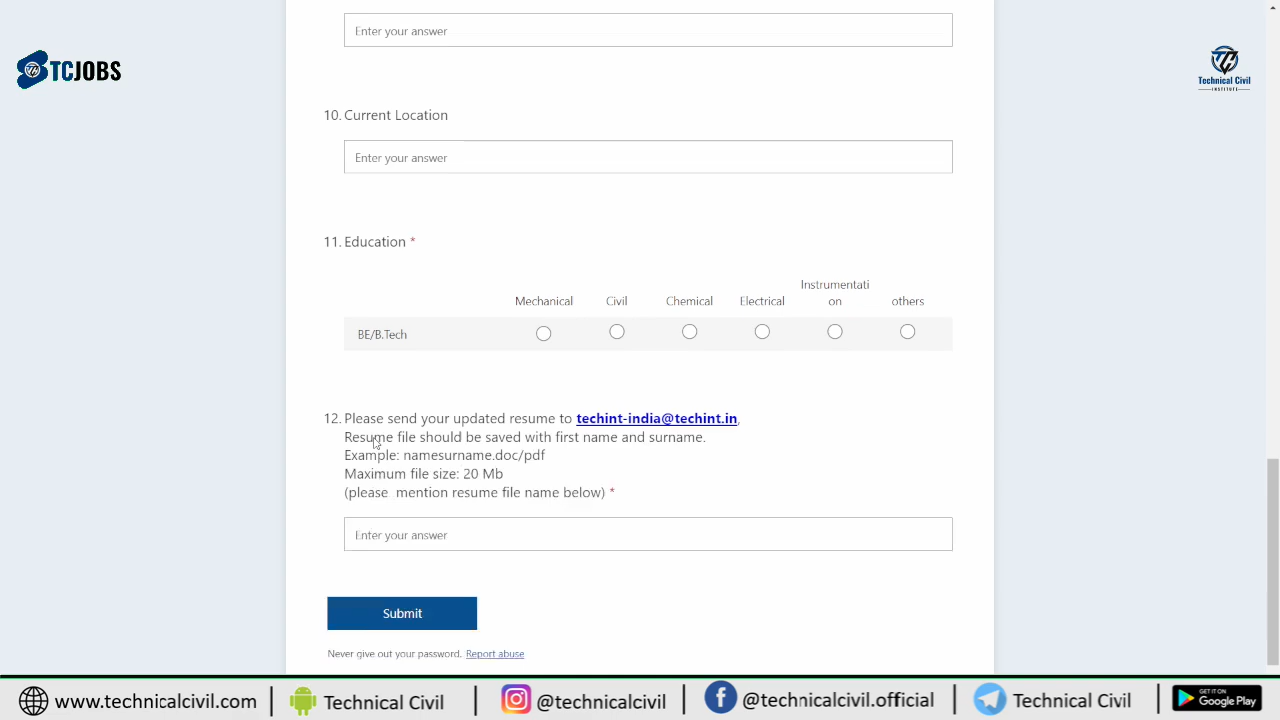 Enter your answer
TCJOBS
Technical Civil
INSTITUTE
10. Current Location
Enter your answer
11. Education *
Mechanical Civil Chemical Electrical Instrumentati
on others
BE/B.Tech
12. Please send your updated resume to techint-india@techint.in,
Resume file should be saved with first name and surname.
Example: namesurname.doc/pdf
Maximum file size: 20 Mb
(please mention resume file name below) *
Enter your answer
Submit
Never give out your password. Report abuse
www.technicalcivil.com | Technical Civil | @technicalcivil | @technicalcivil.official | Technical Civil | GET IT ON
Google Play